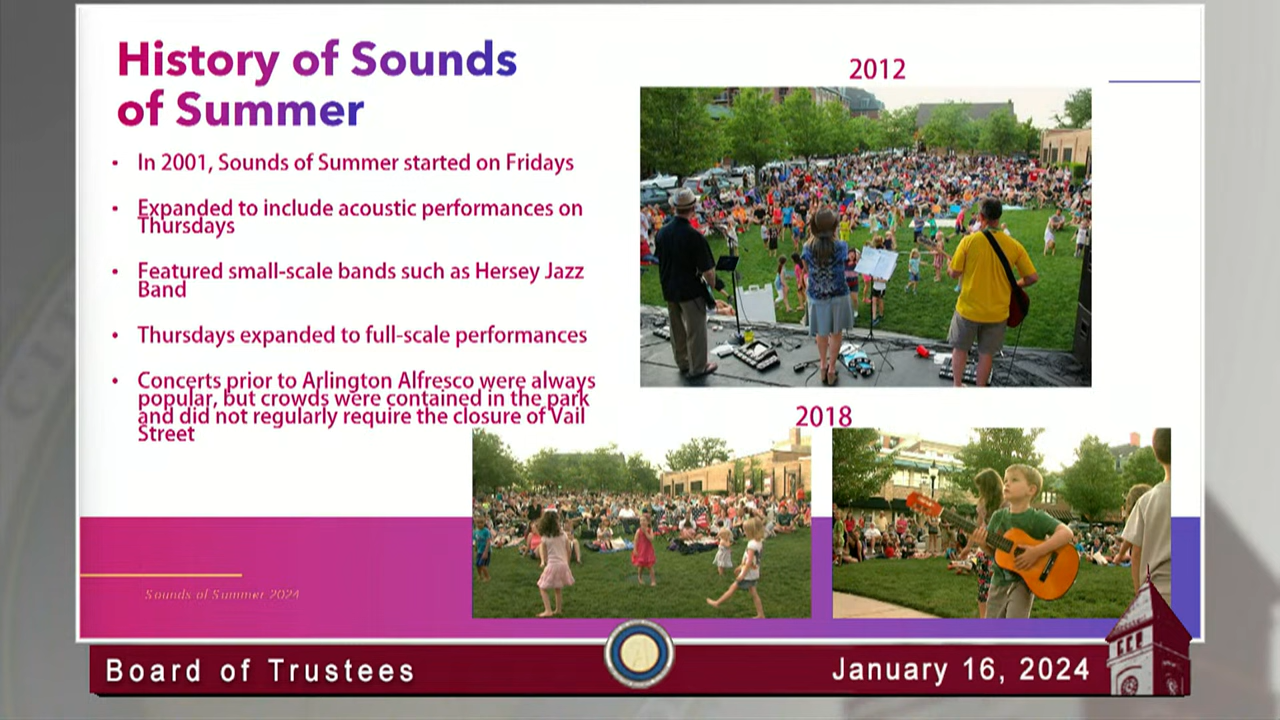 History of Sounds
of Summer
• In 2001, Sounds of Summer started on Fridays
• Expanded to include acoustic performances on
Thursdays
• Featured small-scale bands such as Hersey Jazz
Band
• Thursdays expanded to full-scale performances
• Concerts prior to Arlington Alfresco were always
popular, but crowds were contained in the park
and did not regularly require the closure of Vail
Street
2012
2018
Sounds of Summer 2024
Board of Trustees
January 16, 2024